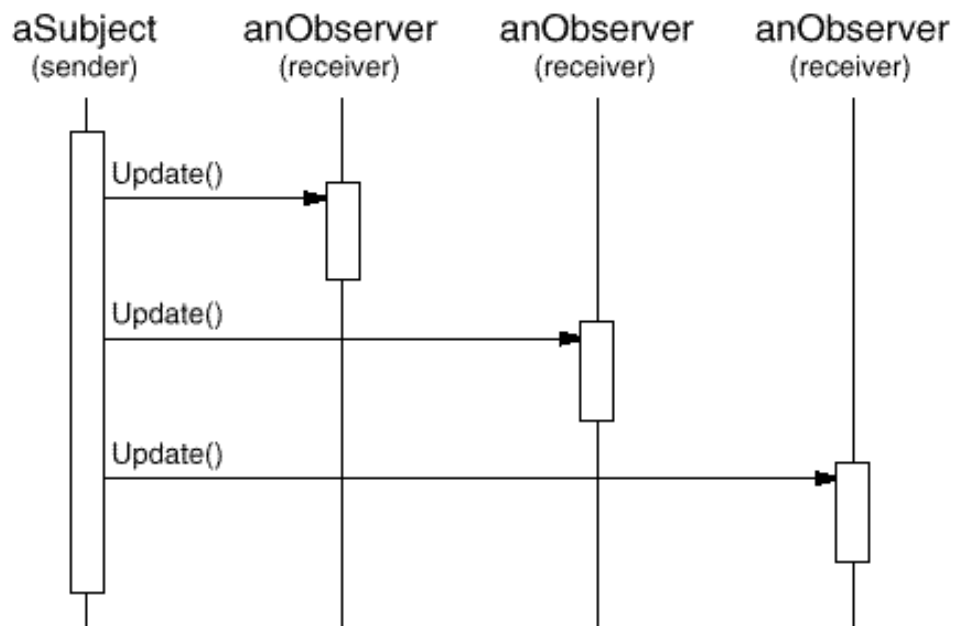 aSubject anObserver anObserver anObserver
(sender) (receiver) (receiver) (receiver)
Update()
Update()
Update()